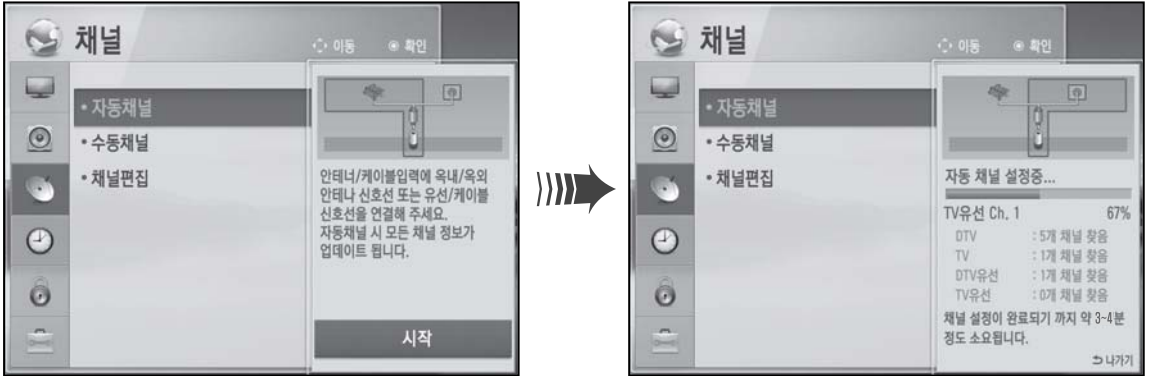 채널
이동 확인
• 자동채널
• 수동채널
• 채널편집
안테너/케이블입력에 옥내/옥외
안테나 신호선 또는 유선/케이블
신호선을 연결해 주세요.
자동채널 시 모든 채널 정보가
업데이트 됩니다.
시작
채널
이동 확인
• 자동채널
• 수동채널
• 채널편집
자동 채널 설정중...
TV유선 Ch. 1 67%
DTV : 5개 채널 찾음
TV : 1개 채널 찾음
DTV유선 : 1개 채널 찾음
TV유선 : 0개 채널 찾음
채널 설정이 완료되기 까지 약 3~4분
정도 소요됩니다.
나가기